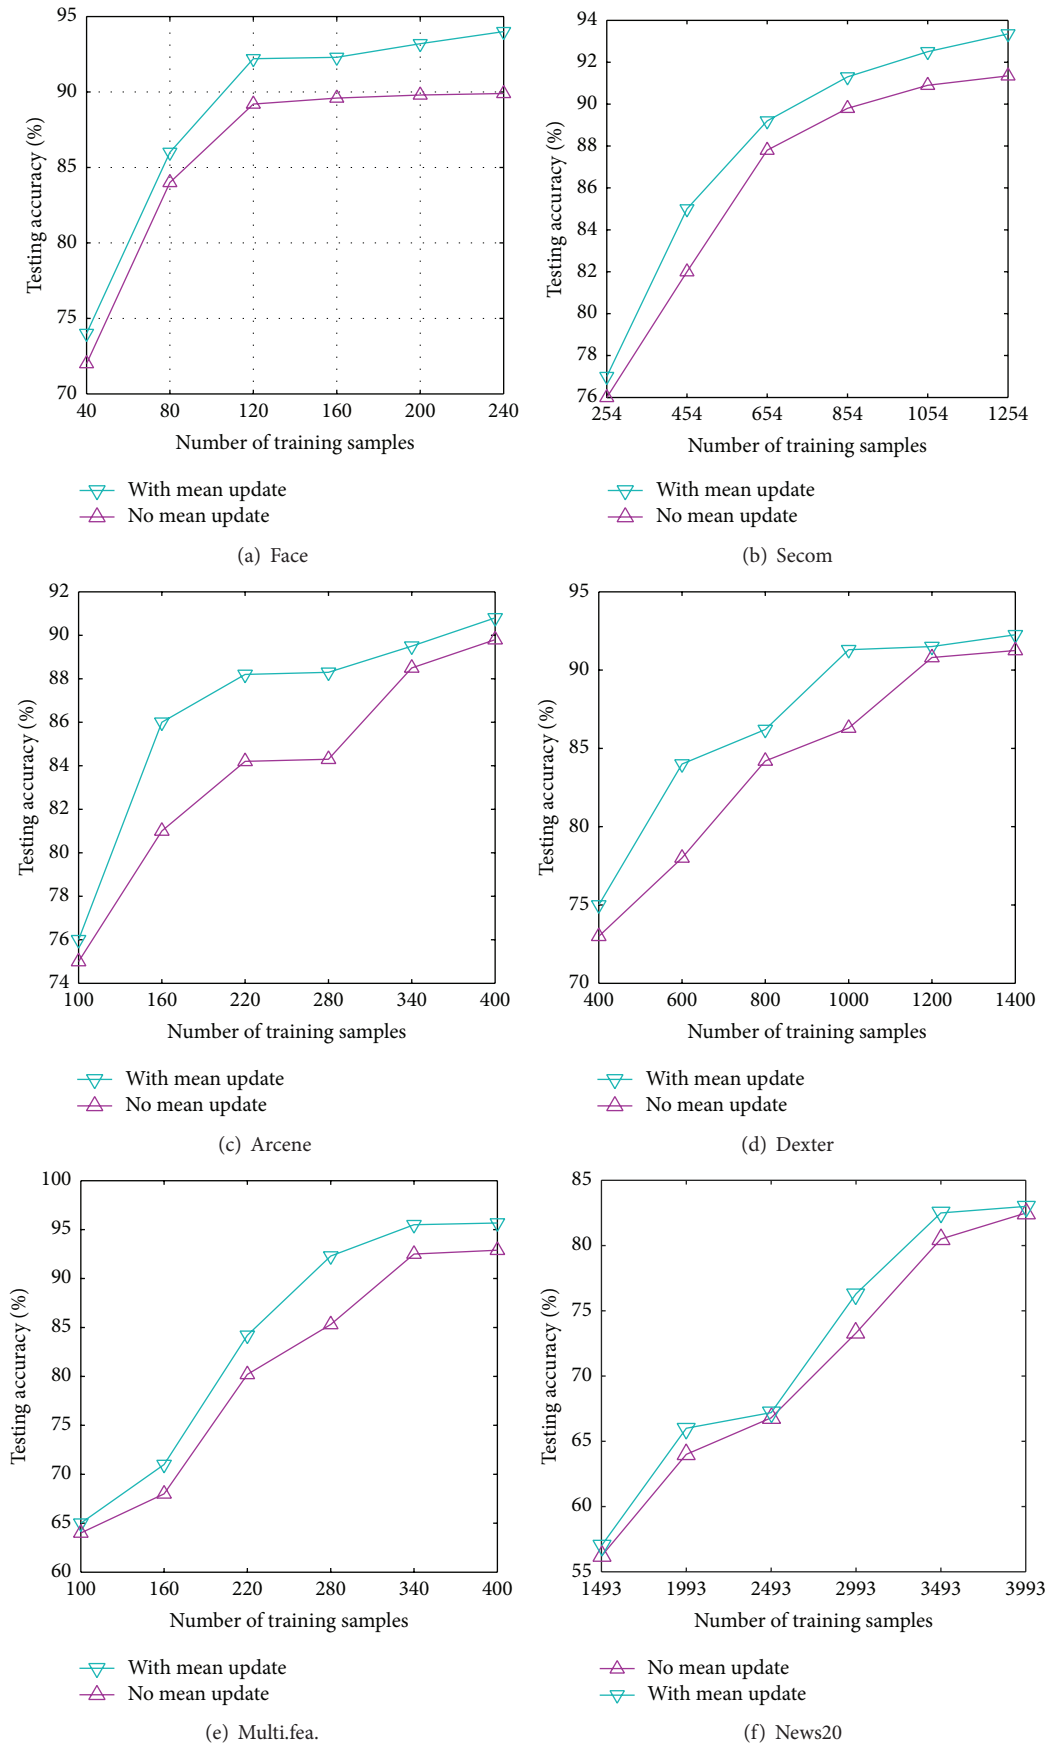 95
90
85
80
75
70
Testing accuracy (%)
40 80 120 160 200 240
Number of training samples
With mean update
No mean update
(a) Face
94
92
90
88
86
84
82
80
78
76
Testing accuracy (%)
254 454 654 854 1054 1254
Number of training samples
With mean update
No mean update
(b) Secom
92
90
88
86
84
82
80
78
76
74
Testing accuracy (%)
100 160 220 280 340 400
Number of training samples
With mean update
No mean update
(c) Arcene
95
90
85
80
75
70
Testing accuracy (%)
400 600 800 1000 1200 1400
Number of training samples
With mean update
No mean update
(d) Dexter
100
95
90
85
80
75
70
65
60
Testing accuracy (%)
100 160 220 280 340 400
Number of training samples
With mean update
No mean update
(e) Multi.fea.
85
80
75
70
65
60
55
Testing accuracy (%)
1493 1993 2493 2993 3493 3993
Number of training samples
No mean update
With mean update
(f) News20